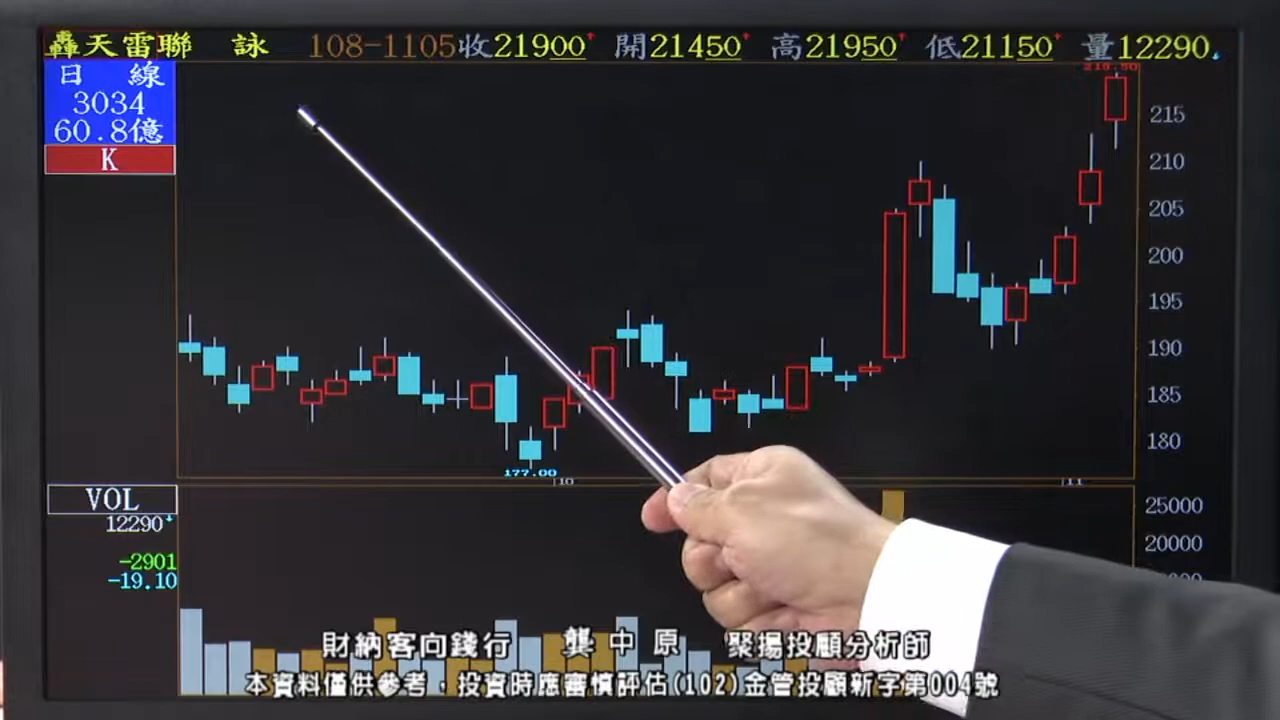 轟天雷聯 詠 108-1105收21900↑ 開21450↑ 高21950↑ 低21150↑ 量12290↓
日 線
3034
60.8億
K
219.50
215
210
205
200
195
190
185
180
177.00
10
11
VOL
12290↓
-2901
-19.10
25000
20000
財納客向錢行 龔中原 聚揚投顧分析師
本資料僅供參考，投資時應審慎評估(102)金管投顧新字第004號